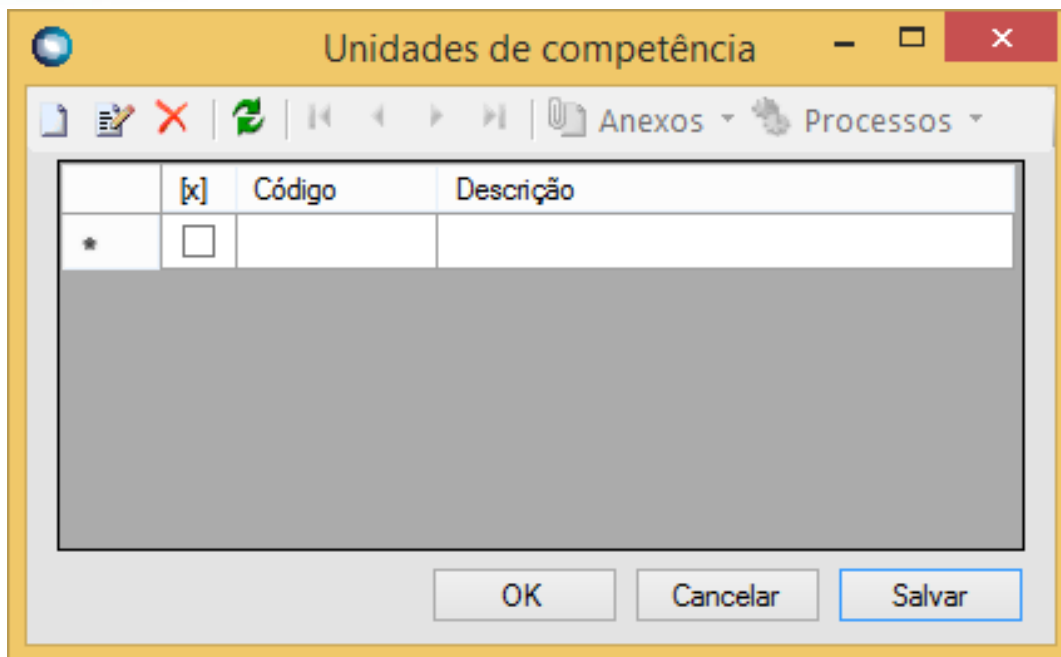 Unidades de competência
Anexos Processos
[x] Código Descrição
*
OK Cancelar Salvar